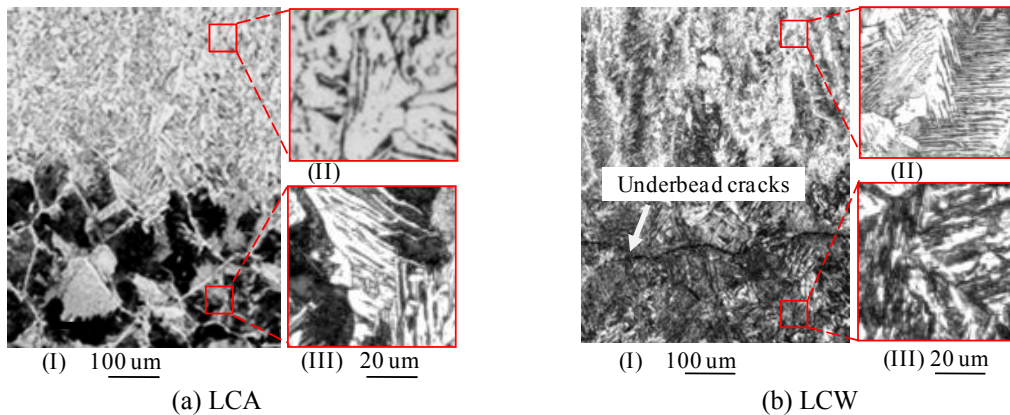 (II)
(I) 100 um
(III) 20 um
(a) LCA
Underbead cracks
(II)
(I) 100 um
(III) 20 um
(b) LCW